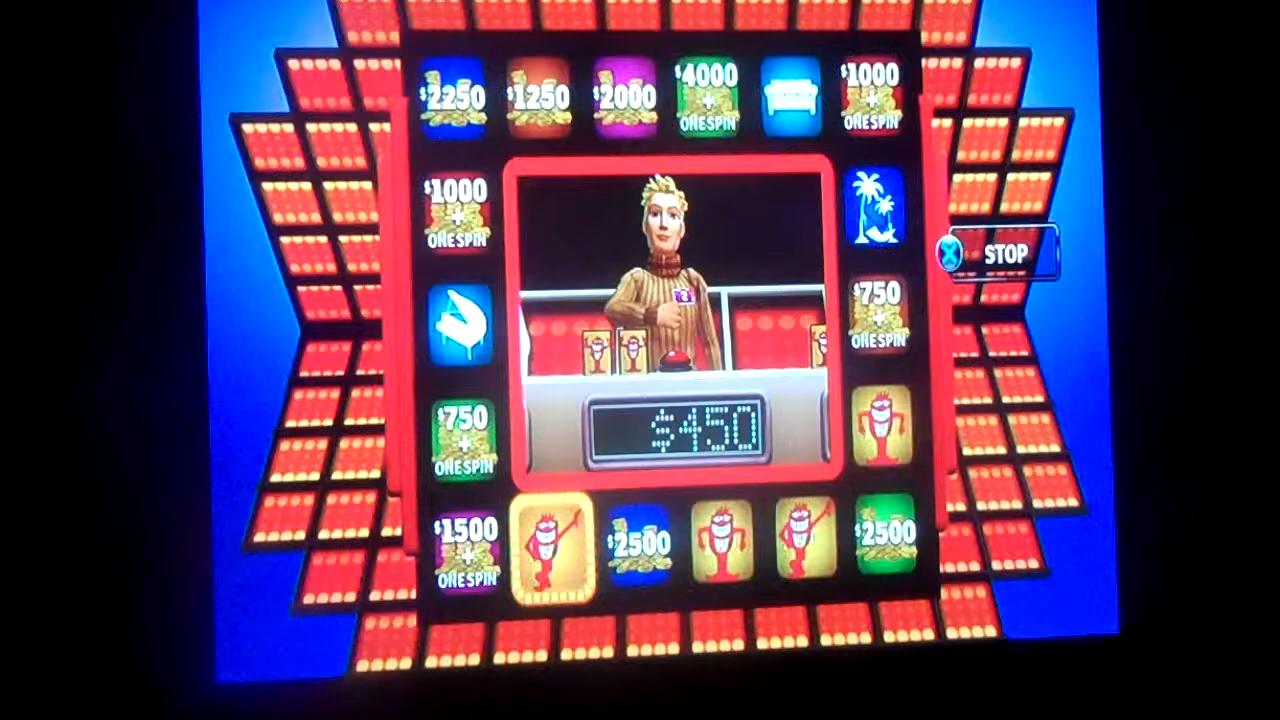 $2250
$1250
$2000
$4000
+
ONE SPIN
$1000
+
ONE SPIN
$1000
+
ONE SPIN
X
STOP
$750
+
ONE SPIN
$750
+
ONE SPIN
$450
$1500
+
ONE SPIN
$2500
$2500